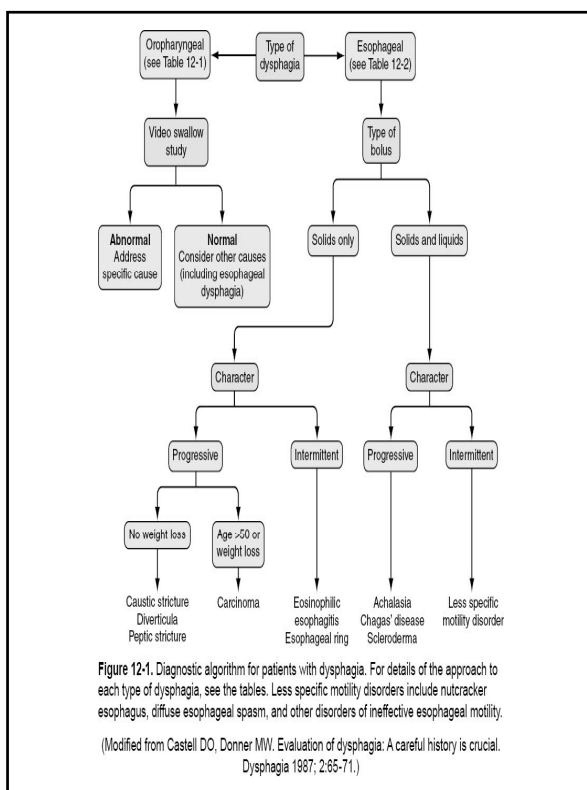 Oropharyngeal
(see Table 12-1)
Type of
dysphagia
Esophageal
(see Table 12-2)
Video swallow
study
Type of
bolus
Abnormal
Address
specific cause
Normal
Consider other causes
(including esophageal
dysphagia)
Solids only
Solids and liquids
Character
Character
Progressive
Intermittent
Progressive
Intermittent
No weight loss
Age >50 or
weight loss
Caustic stricture
Diverticula
Peptic stricture
Carcinoma
Eosinophilic
esophagitis
Esophageal ring
Achalasia
Chagas' disease
Scleroderma
Less specific
motility disorder
Figure 12-1. Diagnostic algorithm for patients with dysphagia. For details of the approach to
each type of dysphagia, see the tables. Less specific motility disorders include nutcracker
esophagus, diffuse esophageal spasm, and other disorders of ineffective esophageal motility.
(Modified from Castell DO, Donner MW. Evaluation of dysphagia: A careful history is crucial.
Dysphagia 1987; 2:65-71.)